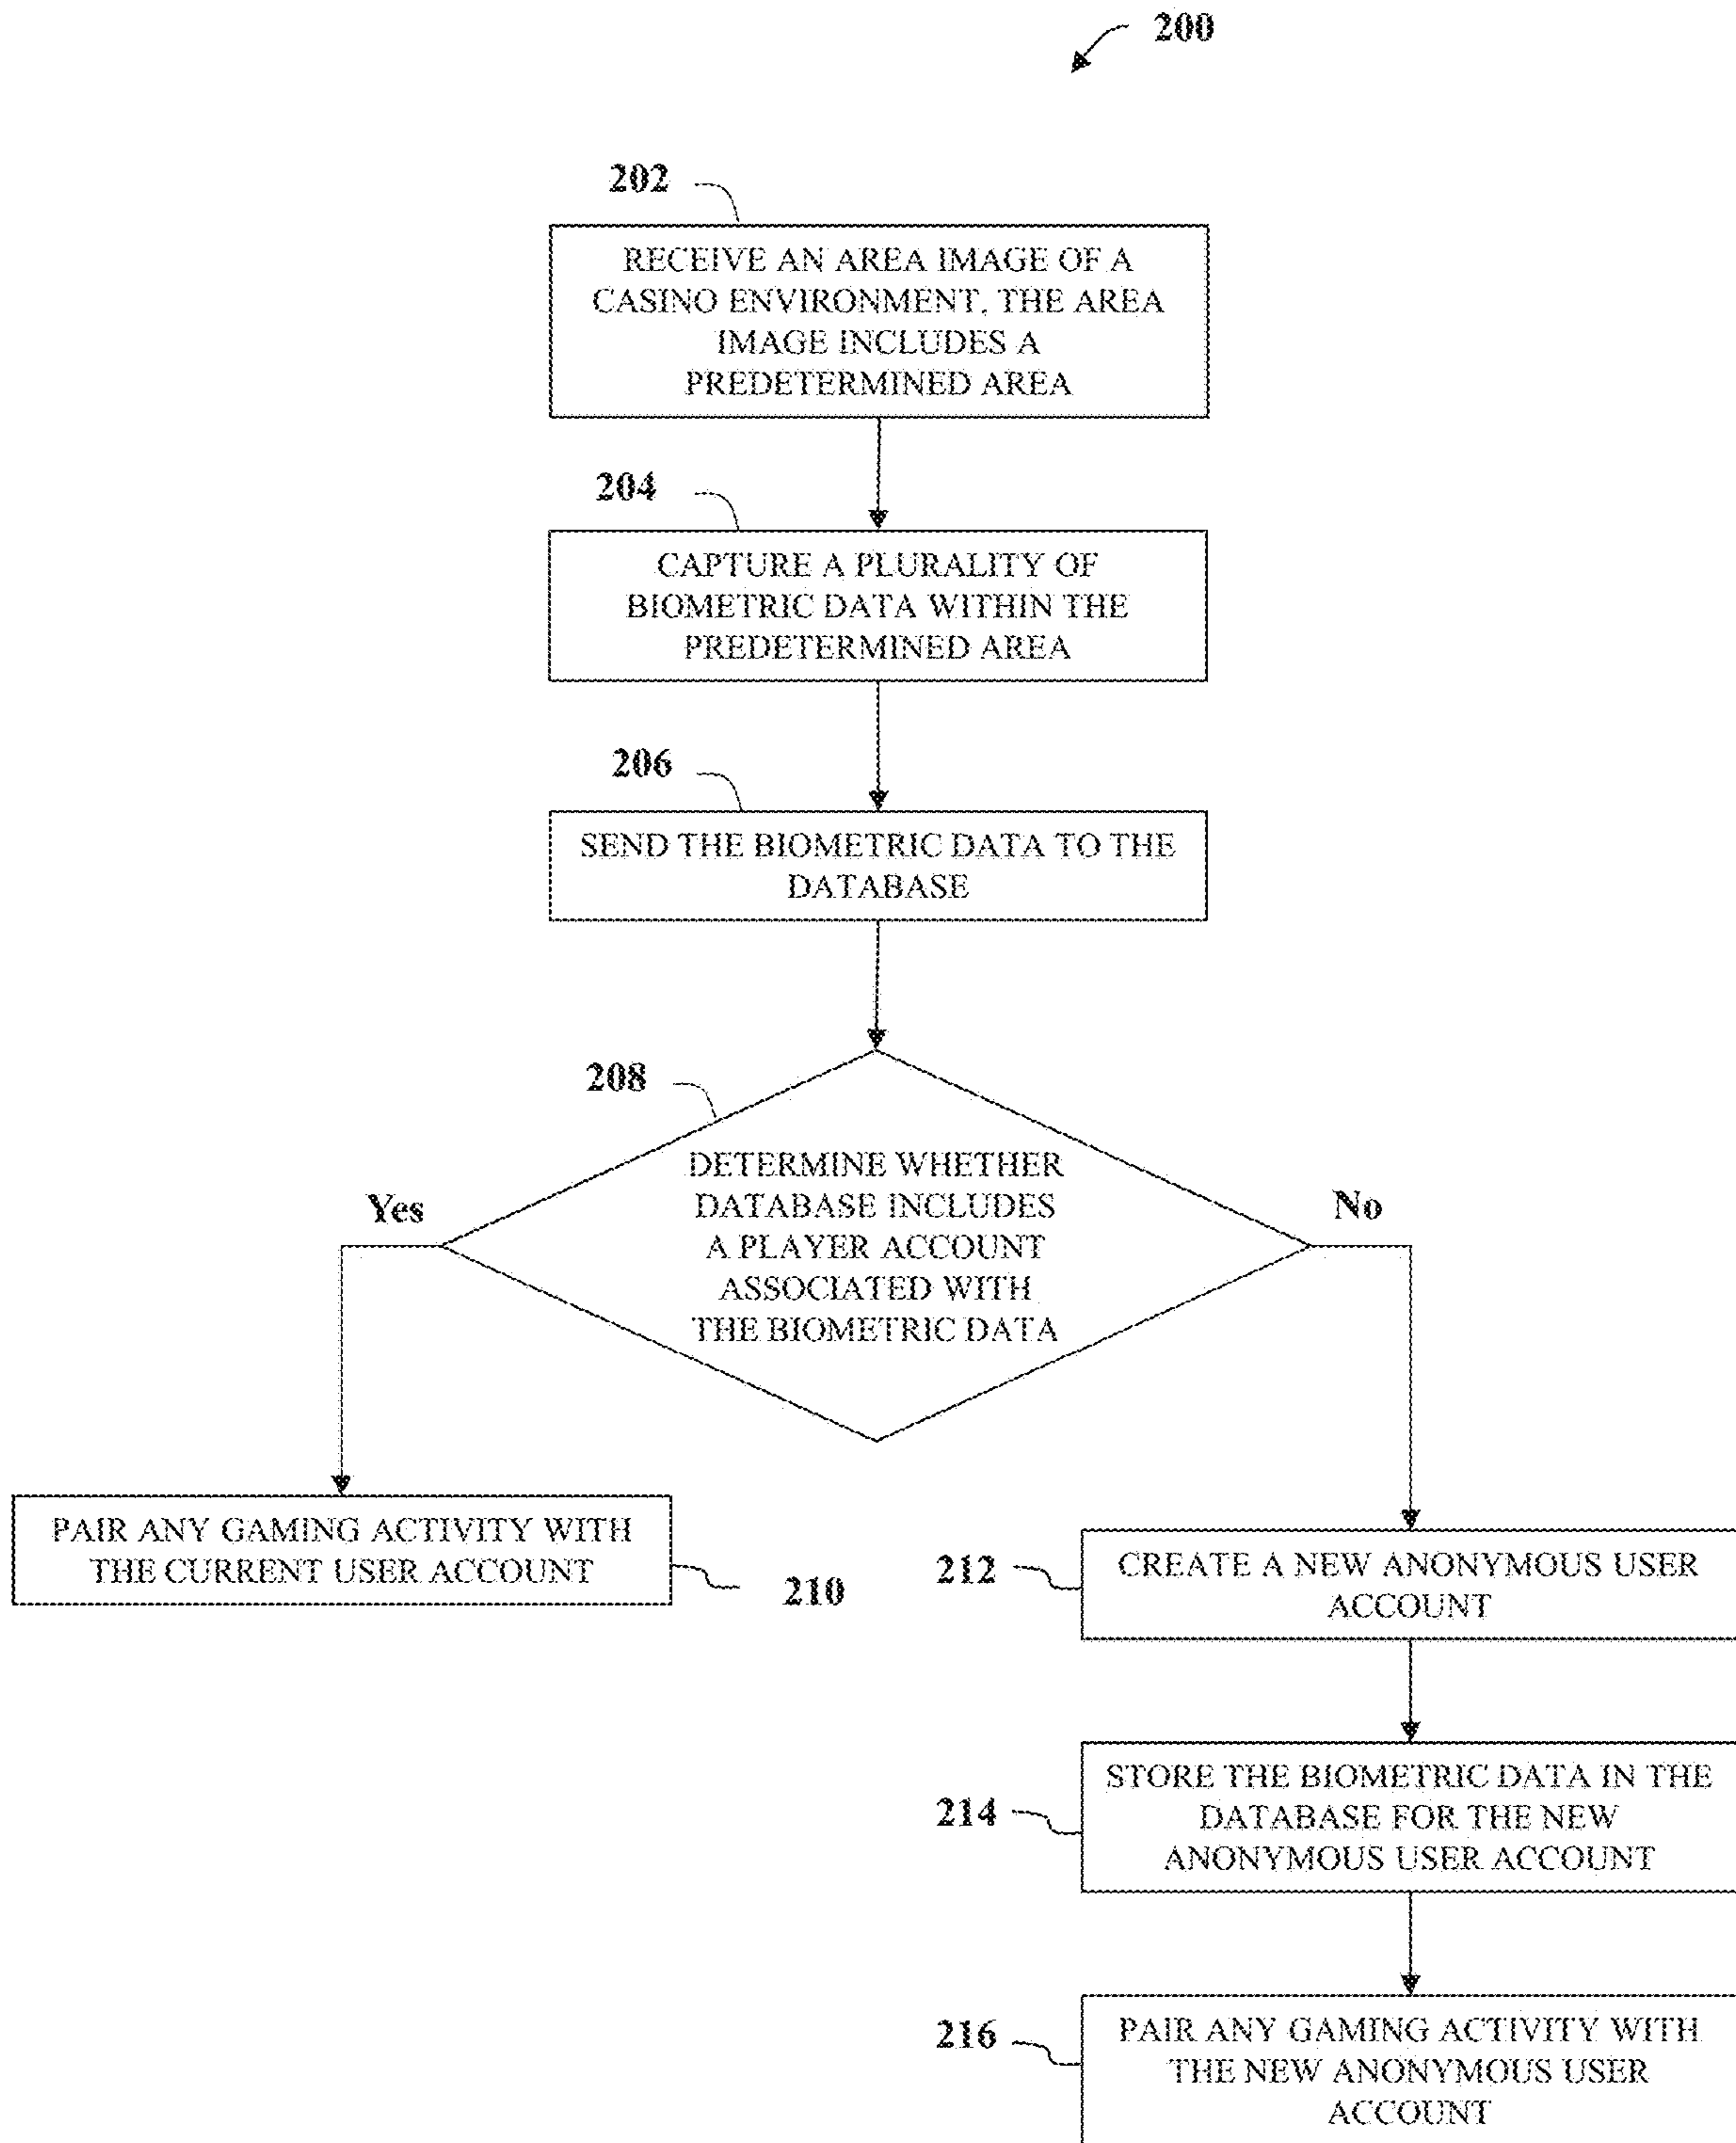 200
202
RECEIVE AN AREA IMAGE OF A
CASINO ENVIRONMENT, THE AREA
IMAGE INCLUDES A
PREDETERMINED AREA
204
CAPTURE A PLURALITY OF
BIOMETRIC DATA WITHIN THE
PREDETERMINED AREA
206
SEND THE BIOMETRIC DATA TO THE
DATABASE
208
DETERMINE WHETHER
DATABASE INCLUDES
A PLAYER ACCOUNT
ASSOCIATED WITH
THE BIOMETRIC DATA
Yes
No
PAIR ANY GAMING ACTIVITY WITH
THE CURRENT USER ACCOUNT
210
212
CREATE A NEW ANONYMOUS USER
ACCOUNT
214
STORE THE BIOMETRIC DATA IN THE
DATABASE FOR THE NEW
ANONYMOUS USER ACCOUNT
216
PAIR ANY GAMING ACTIVITY WITH
THE NEW ANONYMOUS USER
ACCOUNT